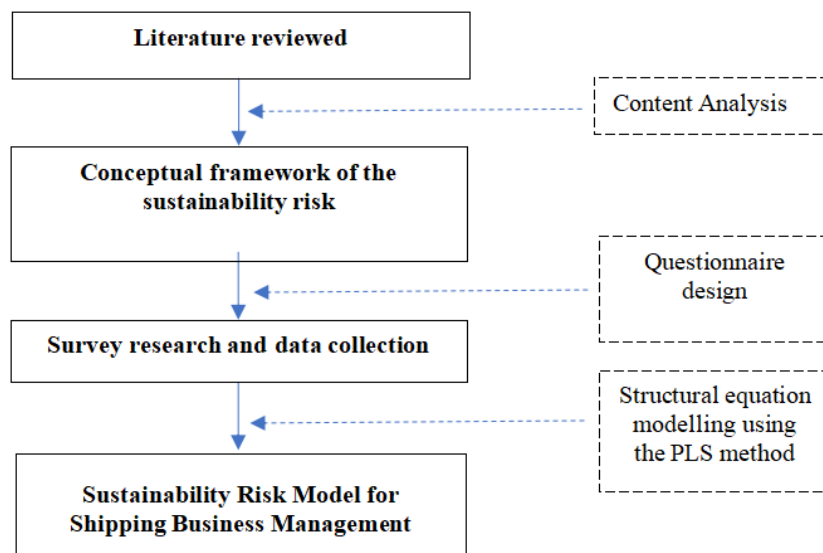 Literature reviewed
Content Analysis
Conceptual framework of the
sustainability risk
Questionnaire
design
Survey research and data collection
Structural equation
modelling using
the PLS method
Sustainability Risk Model for
Shipping Business Management